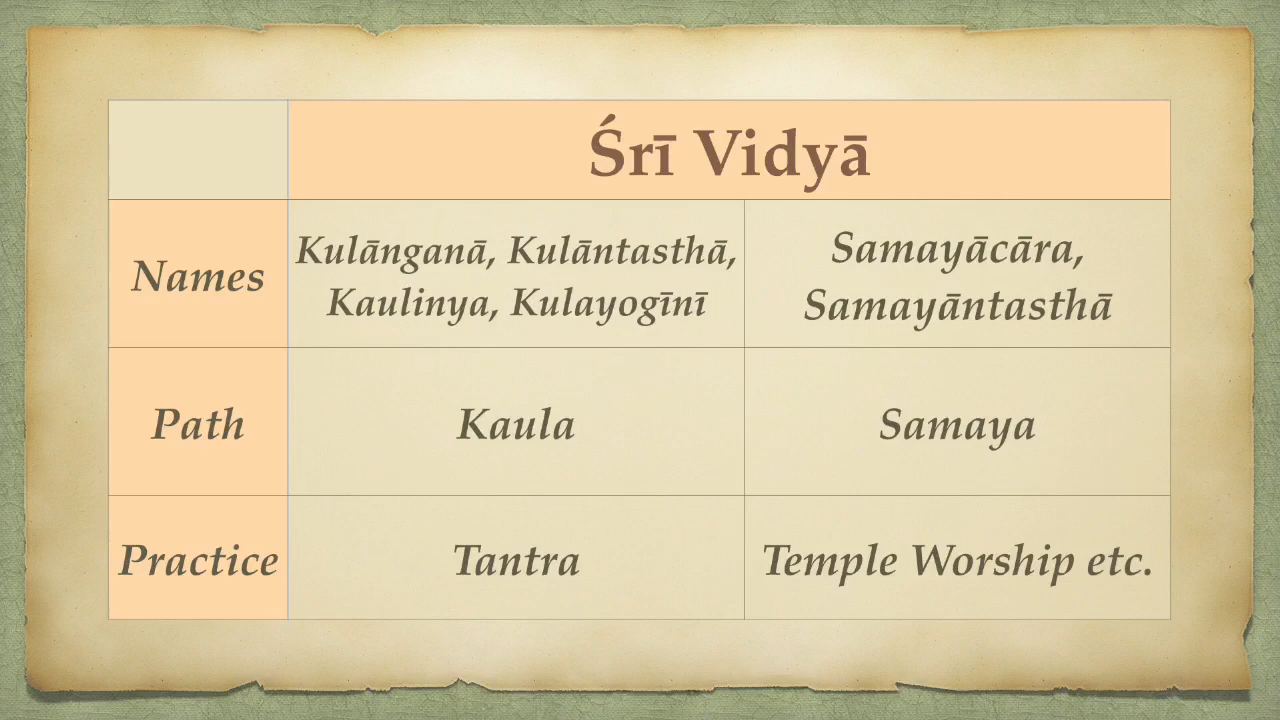 Śrī Vidyā
Names
Kulānganā, Kulāntasthā,
Kaulinya, Kulayogīnī
Samayācāra,
Samayāntasthā
Path
Kaula
Samaya
Practice
Tantra
Temple Worship etc.